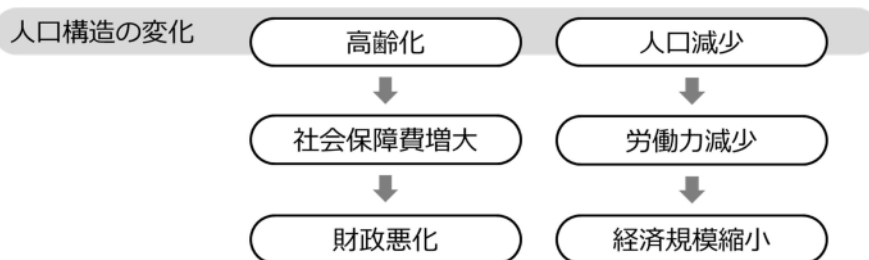 人口構造の変化
高齢化
人口減少
社会保障費増大
労働力減少
財政悪化
経済規模縮小